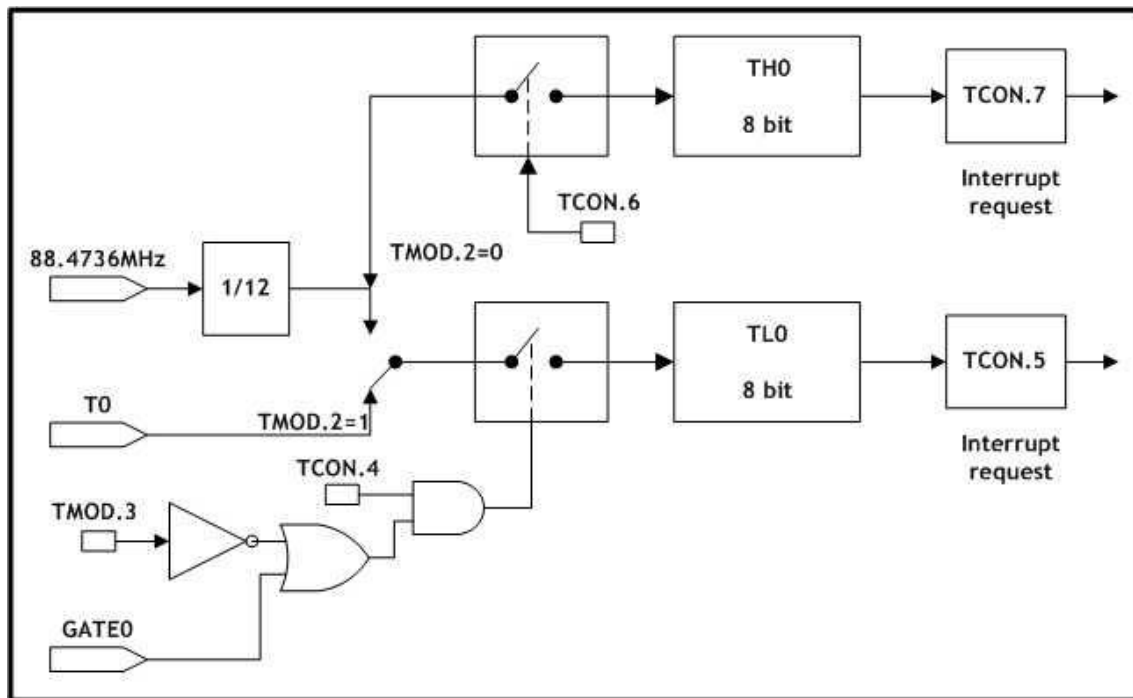 TH0
8 bit
TCON.7
Interrupt
request
TCON.6
TMOD.2=0
88.4736MHz
1/12
TL0
8 bit
TCON.5
Interrupt
request
T0
TMOD.2=1
TCON.4
TMOD.3
GATE0